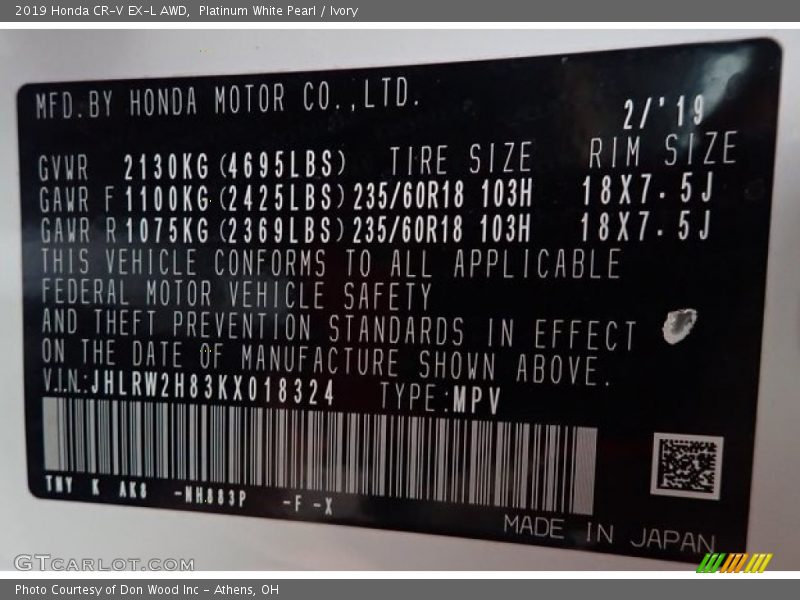 2019 Honda CR-V EX-L AWD, Platinum White Pearl / Ivory
MFD.BY HONDA MOTOR CO.,LTD.
2/'19
GVWR 2130KG(4695LBS) TIRE SIZE RIM SIZE
GAWR F 1100KG(2425LBS) 235/60R18 103H 18X7.5J
GAWR R 1075KG(2369LBS) 235/60R18 103H 18X7.5J
THIS VEHICLE CONFORMS TO ALL APPLICABLE
FEDERAL MOTOR VEHICLE SAFETY
AND THEFT PREVENTION STANDARDS IN EFFECT
ON THE DATE OF MANUFACTURE SHOWN ABOVE.
V.I.N.:JHLRW2H83KX018324 TYPE:MPV
TNY K AK8 -NH883P -F -X
MADE IN JAPAN
GTCARLOT.COM
Photo Courtesy of Don Wood Inc - Athens, OH